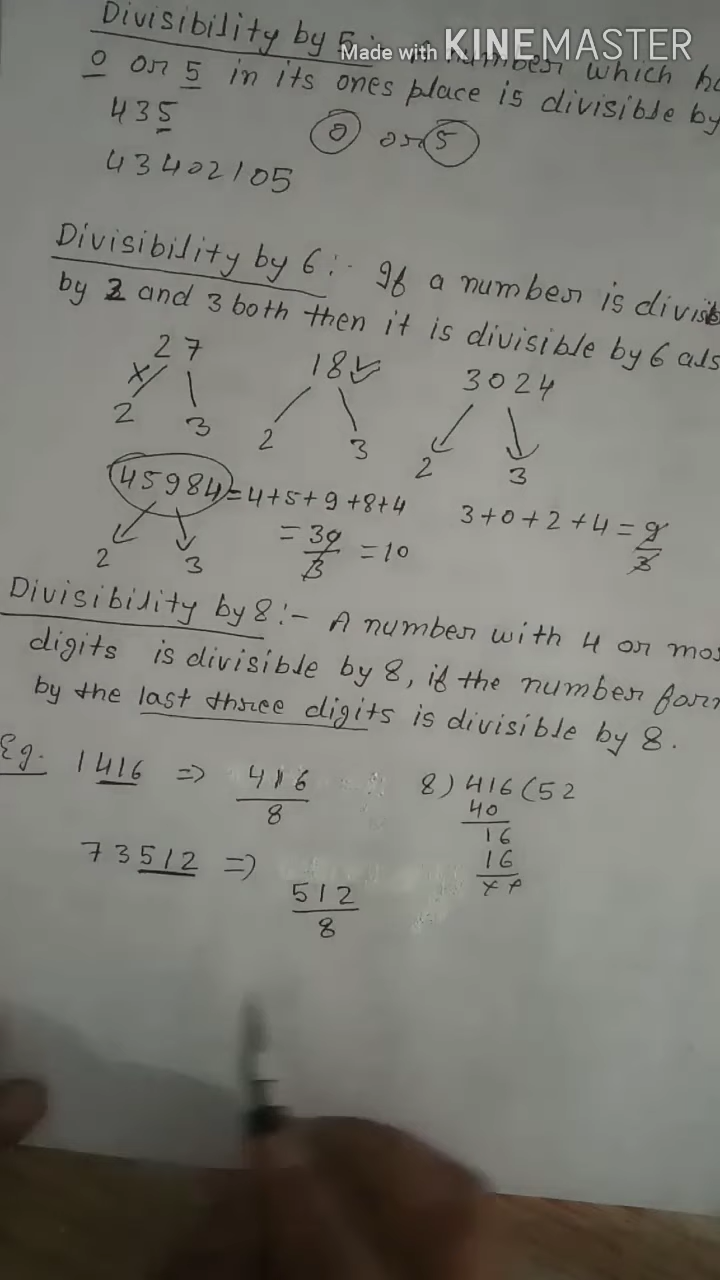 Divisibility by 5:- number which
Made with KINEMASTER
0 or 5 in its ones place is divisible by
435
0 or 5
43402105
Divisibility by 6:- If a number is
by 2 and 3 both then it is divisible by 6
27 18 3024
2 3 2 3 2 3
45984 = 4+5+9+8+4
3+0+2+4 = 9/3
= 30/3 = 10
2 3
Divisibility by 8:- A number with 4 or
digits is divisible by 8, if the number
by the last three digits is divisible by 8.
Eg. 1416 => 416/8
8) 416 (52
40
16
16
××
73512 => 512/8